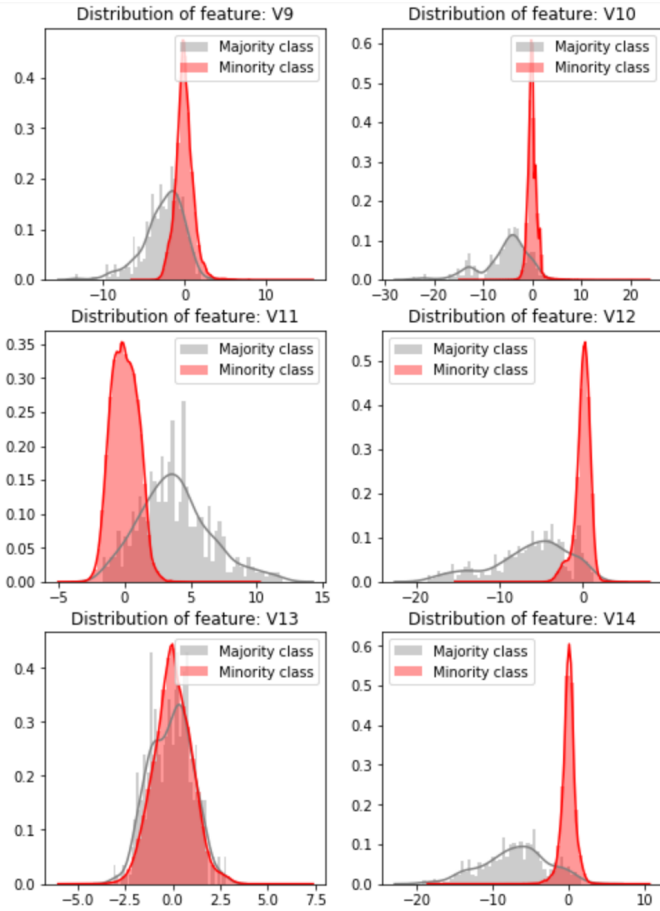 Distribution of feature: V9
Majority class
Minority class
0.4
0.3
0.2
0.1
0.0
−10 0 10
Distribution of feature: V10
Majority class
Minority class
0.6
0.5
0.4
0.3
0.2
0.1
0.0
−30 −20 −10 0 10 20
Distribution of feature: V11
Majority class
Minority class
0.35
0.30
0.25
0.20
0.15
0.10
0.05
0.00
−5 0 5 10 15
Distribution of feature: V12
Majority class
Minority class
0.5
0.4
0.3
0.2
0.1
0.0
−20 −10 0
Distribution of feature: V13
Majority class
Minority class
0.4
0.3
0.2
0.1
0.0
−5.0 −2.5 0.0 2.5 5.0 7.5
Distribution of feature: V14
Majority class
Minority class
0.6
0.5
0.4
0.3
0.2
0.1
0.0
−20 −10 0 10